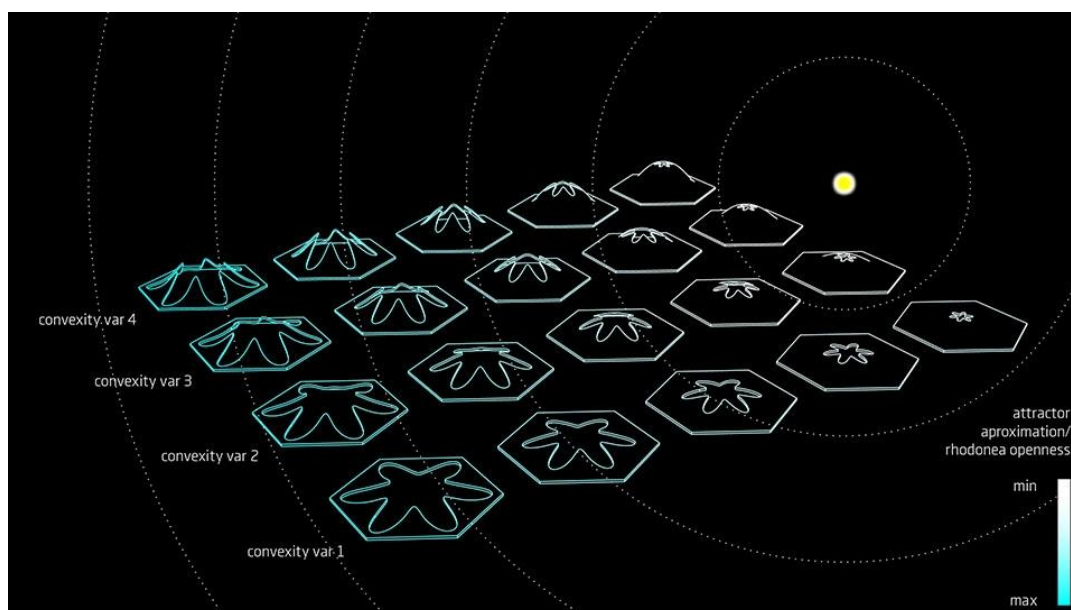 convexity var 4
convexity var 3
convexity var 2
convexity var 1
attractor
aproximation/
rhodonea openness
min
max